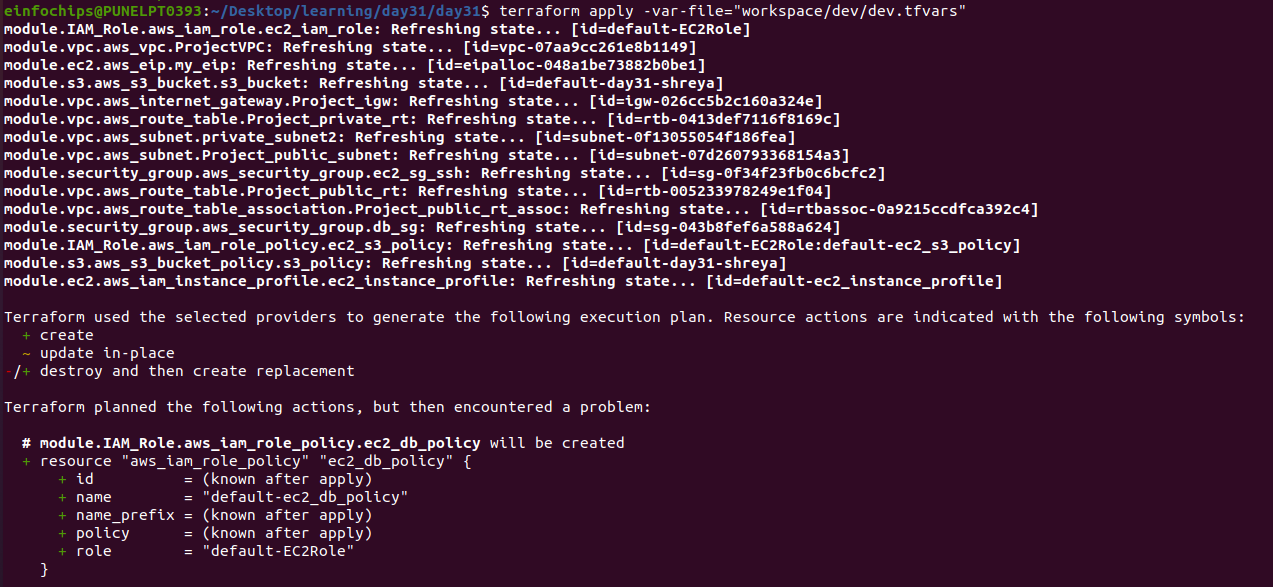 einfochips@PUNELPT0393:~/Desktop/learning/day31/day31$ terraform apply -var-file="workspace/dev/dev.tfvars"
module.IAM_Role.aws_iam_role.ec2_iam_role: Refreshing state... [id=default-EC2Role]
module.vpc.aws_vpc.ProjectVPC: Refreshing state... [id=vpc-07aa9cc261e8b1149]
module.ec2.aws_eip.my_eip: Refreshing state... [id=eipalloc-048a1be73882b0be1]
module.s3.aws_s3_bucket.s3_bucket: Refreshing state... [id=default-day31-shreya]
module.vpc.aws_internet_gateway.Project_igw: Refreshing state... [id=igw-026cc5b2c160a324e]
module.vpc.aws_route_table.Project_private_rt: Refreshing state... [id=rtb-0413def7116f8169c]
module.vpc.aws_subnet.private_subnet2: Refreshing state... [id=subnet-0f13055054f186fea]
module.vpc.aws_subnet.Project_public_subnet: Refreshing state... [id=subnet-07d260793368154a3]
module.security_group.aws_security_group.ec2_sg_ssh: Refreshing state... [id=sg-0f34f23fb0c6bcfc2]
module.vpc.aws_route_table.Project_public_rt: Refreshing state... [id=rtb-005233978249e1f04]
module.vpc.aws_route_table_association.Project_public_rt_assoc: Refreshing state... [id=rtbassoc-0a9215ccdfca392c4]
module.security_group.aws_security_group.db_sg: Refreshing state... [id=sg-043b8fef6a588a624]
module.IAM_Role.aws_iam_role_policy.ec2_s3_policy: Refreshing state... [id=default-EC2Role:default-ec2_s3_policy]
module.s3.aws_s3_bucket_policy.s3_policy: Refreshing state... [id=default-day31-shreya]
module.ec2.aws_iam_instance_profile.ec2_instance_profile: Refreshing state... [id=default-ec2_instance_profile]
Terraform used the selected providers to generate the following execution plan. Resource actions are indicated with the following symbols:
  + create
  ~ update in-place
-/+ destroy and then create replacement
Terraform planned the following actions, but then encountered a problem:
  # module.IAM_Role.aws_iam_role_policy.ec2_db_policy will be created
  + resource "aws_iam_role_policy" "ec2_db_policy" {
      + id          = (known after apply)
      + name        = "default-ec2_db_policy"
      + name_prefix = (known after apply)
      + policy      = (known after apply)
      + role        = "default-EC2Role"
    }